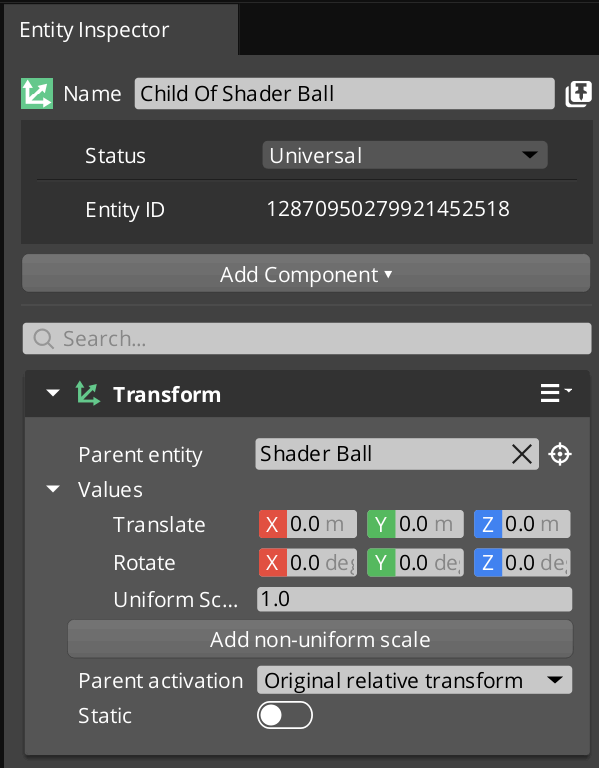 Entity Inspector
Name Child Of Shader Ball
Status Universal
Entity ID 12870950279921452518
Add Component
Search...
Transform
Parent entity Shader Ball
Values
Translate X 0.0 m Y 0.0 m Z 0.0 m
Rotate X 0.0 deg Y 0.0 de Z 0.0 de
Uniform Sc... 1.0
Add non-uniform scale
Parent activation Original relative transform
Static